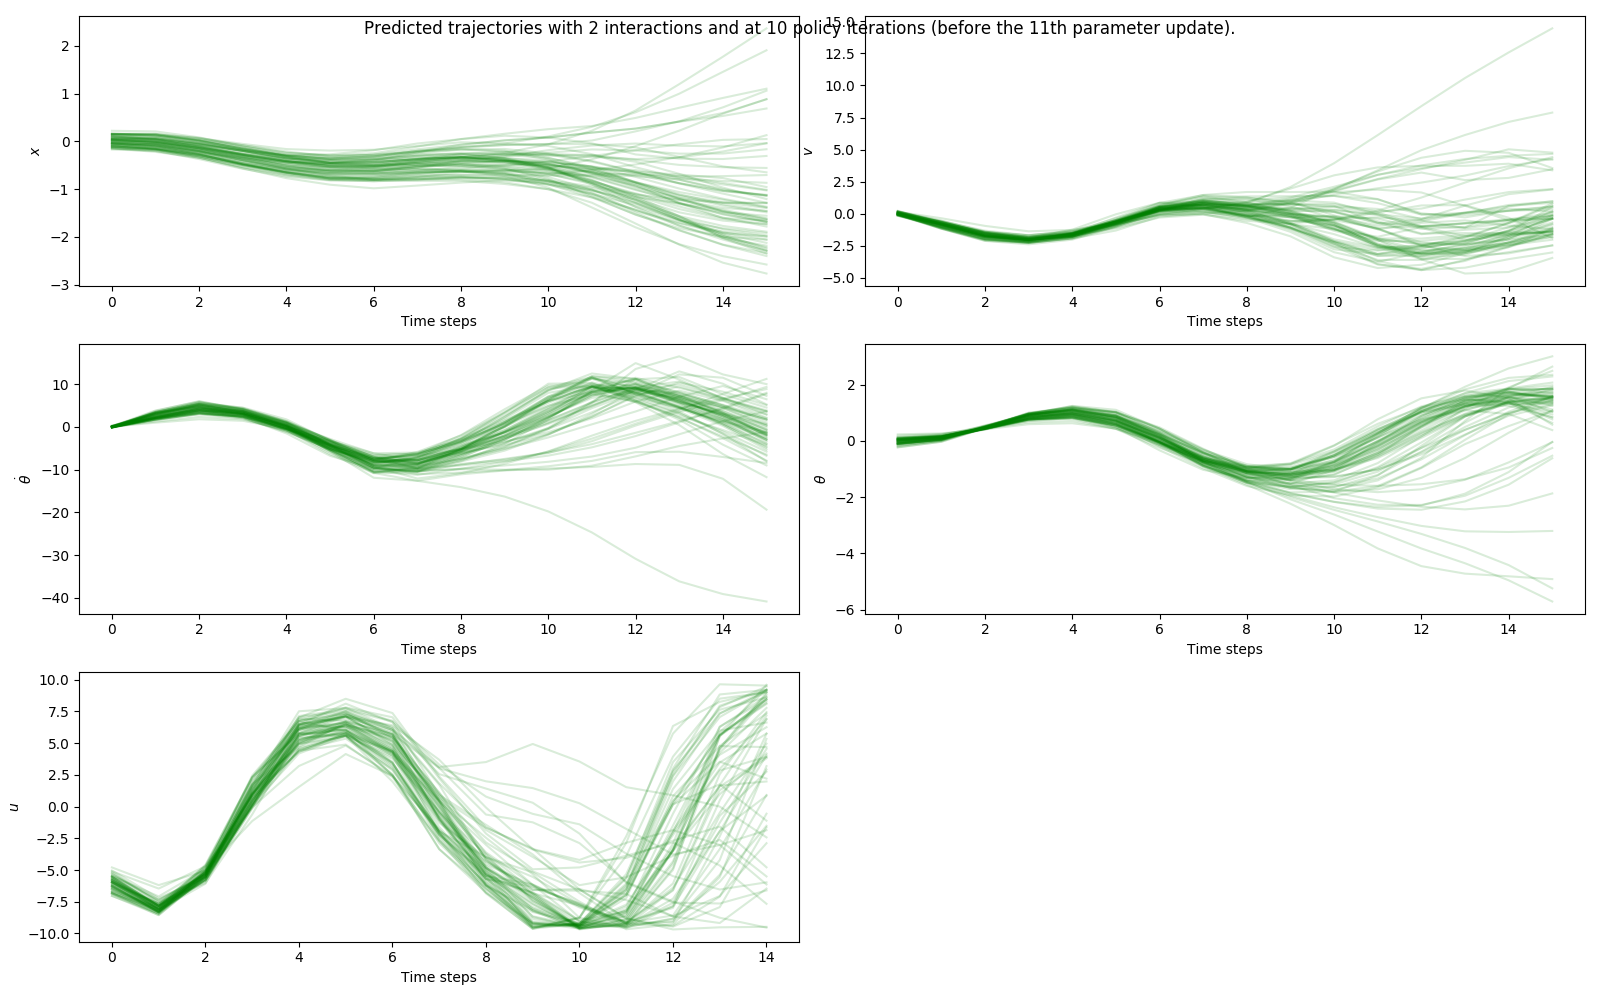 Predicted trajectories with 2 interactions and at 10 policy iterations (before the 11th parameter update).
2
1
0
−1
−2
−3
x
0 2 4 6 8 10 12 14
Time steps
15.0
12.5
10.0
7.5
5.0
2.5
0.0
−2.5
−5.0
v
0 2 4 6 8 10 12 14
Time steps
10
0
−10
−20
−30
−40
θ̇
0 2 4 6 8 10 12 14
Time steps
2
0
−2
−4
−6
θ
0 2 4 6 8 10 12 14
Time steps
10.0
7.5
5.0
2.5
0.0
−2.5
−5.0
−7.5
−10.0
u
0 2 4 6 8 10 12 14
Time steps